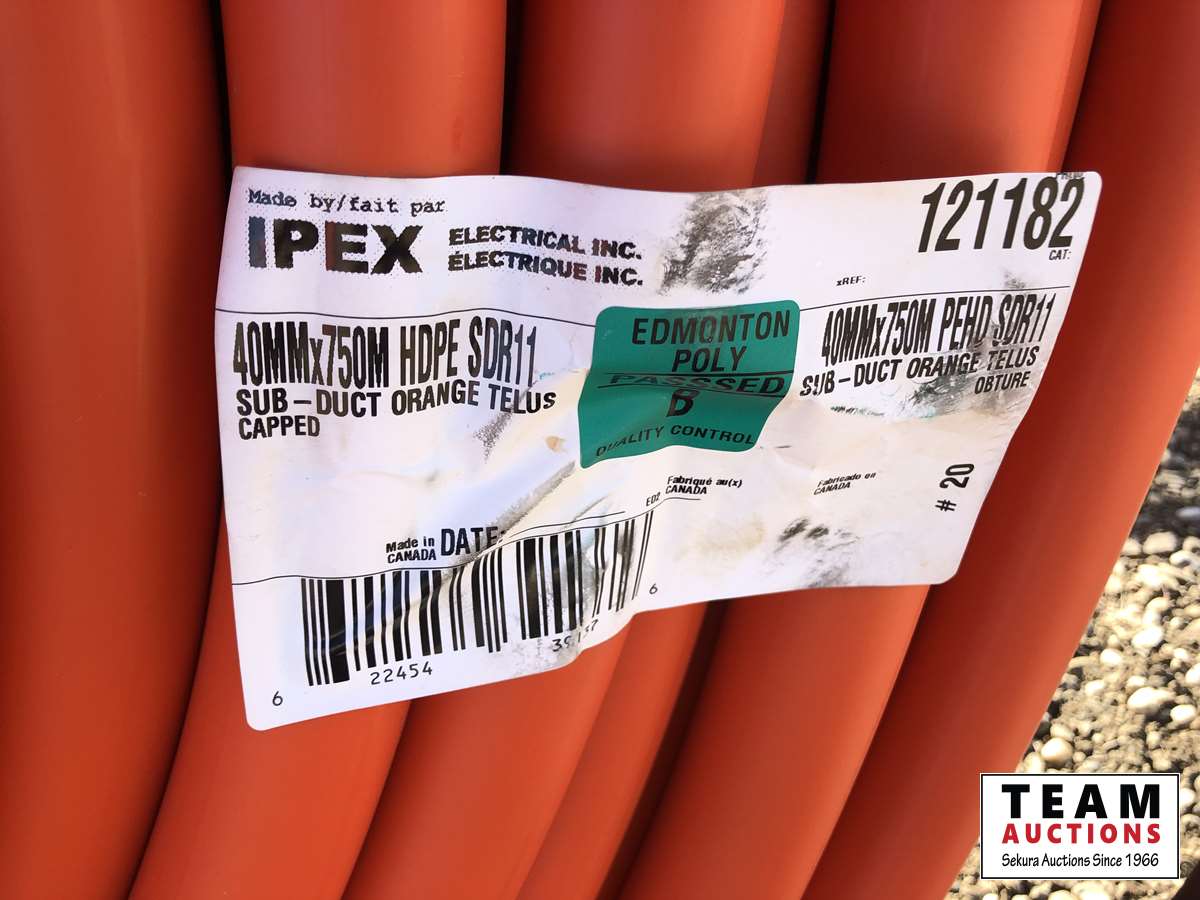 Made by/fait par
IPEX ELECTRICAL INC.
ÉLECTRIQUE INC.
121182
CAT:
xREF:
40MMx750M HDPE SDR11
SUB-DUCT ORANGE TELUS
CAPPED
EDMONTON
POLY
PASSSED
B
QUALITY CONTROL
40MMx750M PEHD SDR11
SUB-DUCT ORANGE TELUS
OBTURE
Made in
CANADA
DATE:
ED2
Fabriqué au(x)
CANADA
Fabricado en
CANADA
# 20
6 22454 6
TEAM
AUCTIONS
Sekura Auctions Since 1966